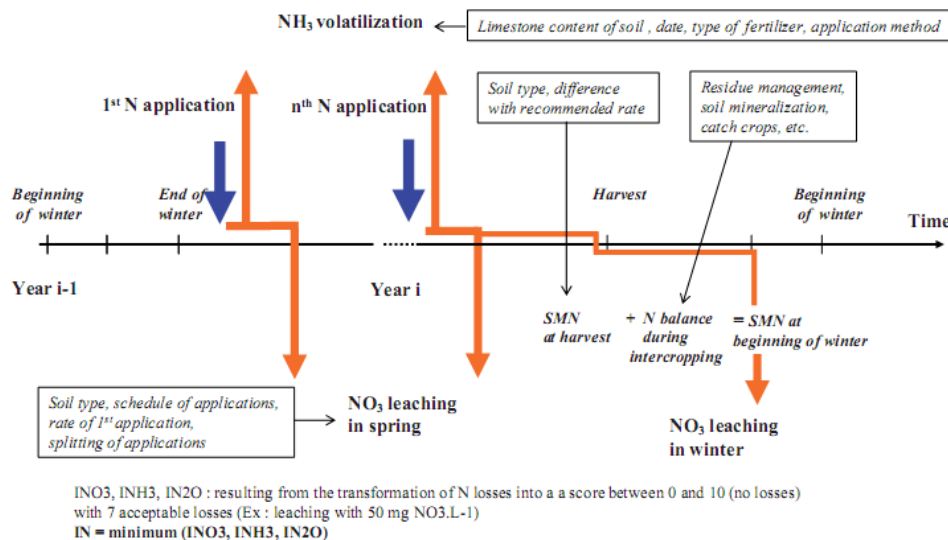 NH3 volatilization
Limestone content of soil , date, type of fertilizer, application method
1st N application
nth N application
Soil type, difference
with recommended rate
Residue management,
soil mineralization,
catch crops, etc.
Beginning
of winter
End of
winter
Harvest
Beginning
of winter
Time
Year i-1
Year i
SMN
at harvest
+ N balance
during
intercropping
= SMN at
beginning of winter
Soil type, schedule of applications,
rate of 1st application,
splitting of applications
NO3 leaching
in spring
NO3 leaching
in winter
INO3, INH3, IN2O : resulting from the transformation of N losses into a a score between 0 and 10 (no losses)
with 7 acceptable losses (Ex : leaching with 50 mg NO3.L-1)
IN = minimum (INO3, INH3, IN2O)